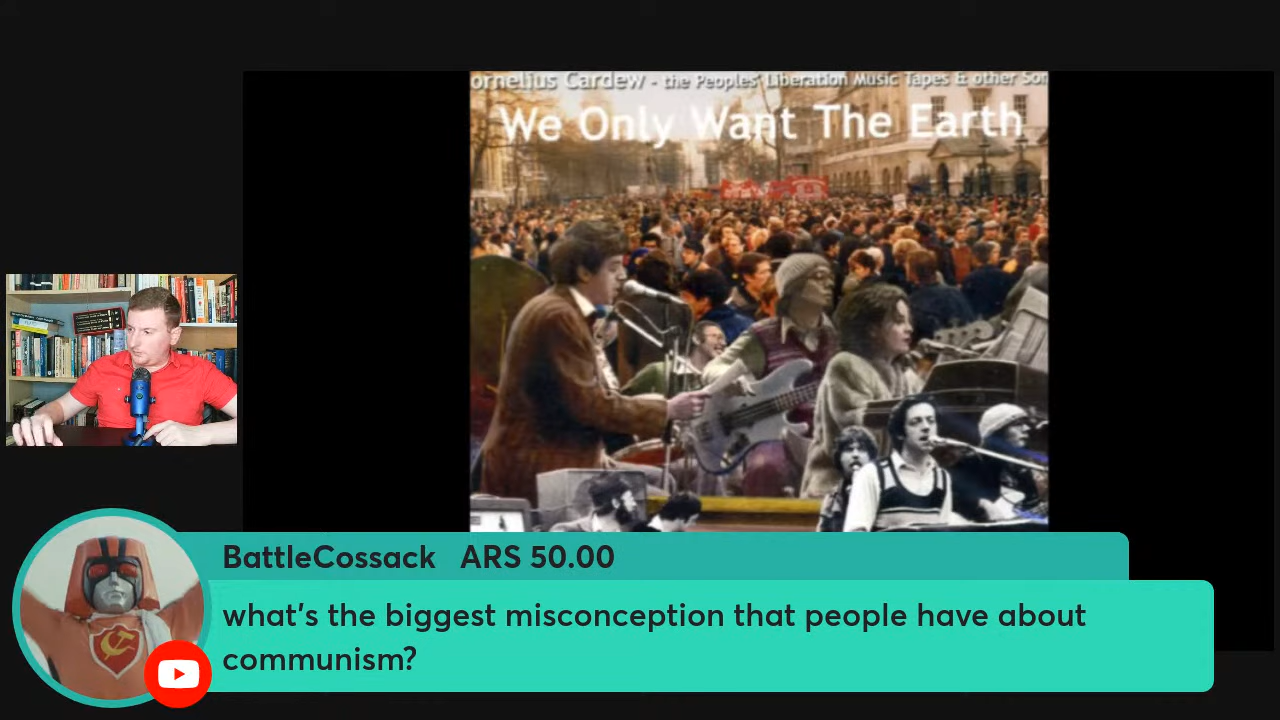 ornelius Cardew - the Peoples' Liberation Music Tapes & other Son
We Only Want The Earth
BattleCossack ARS 50.00
what's the biggest misconception that people have about
communism?